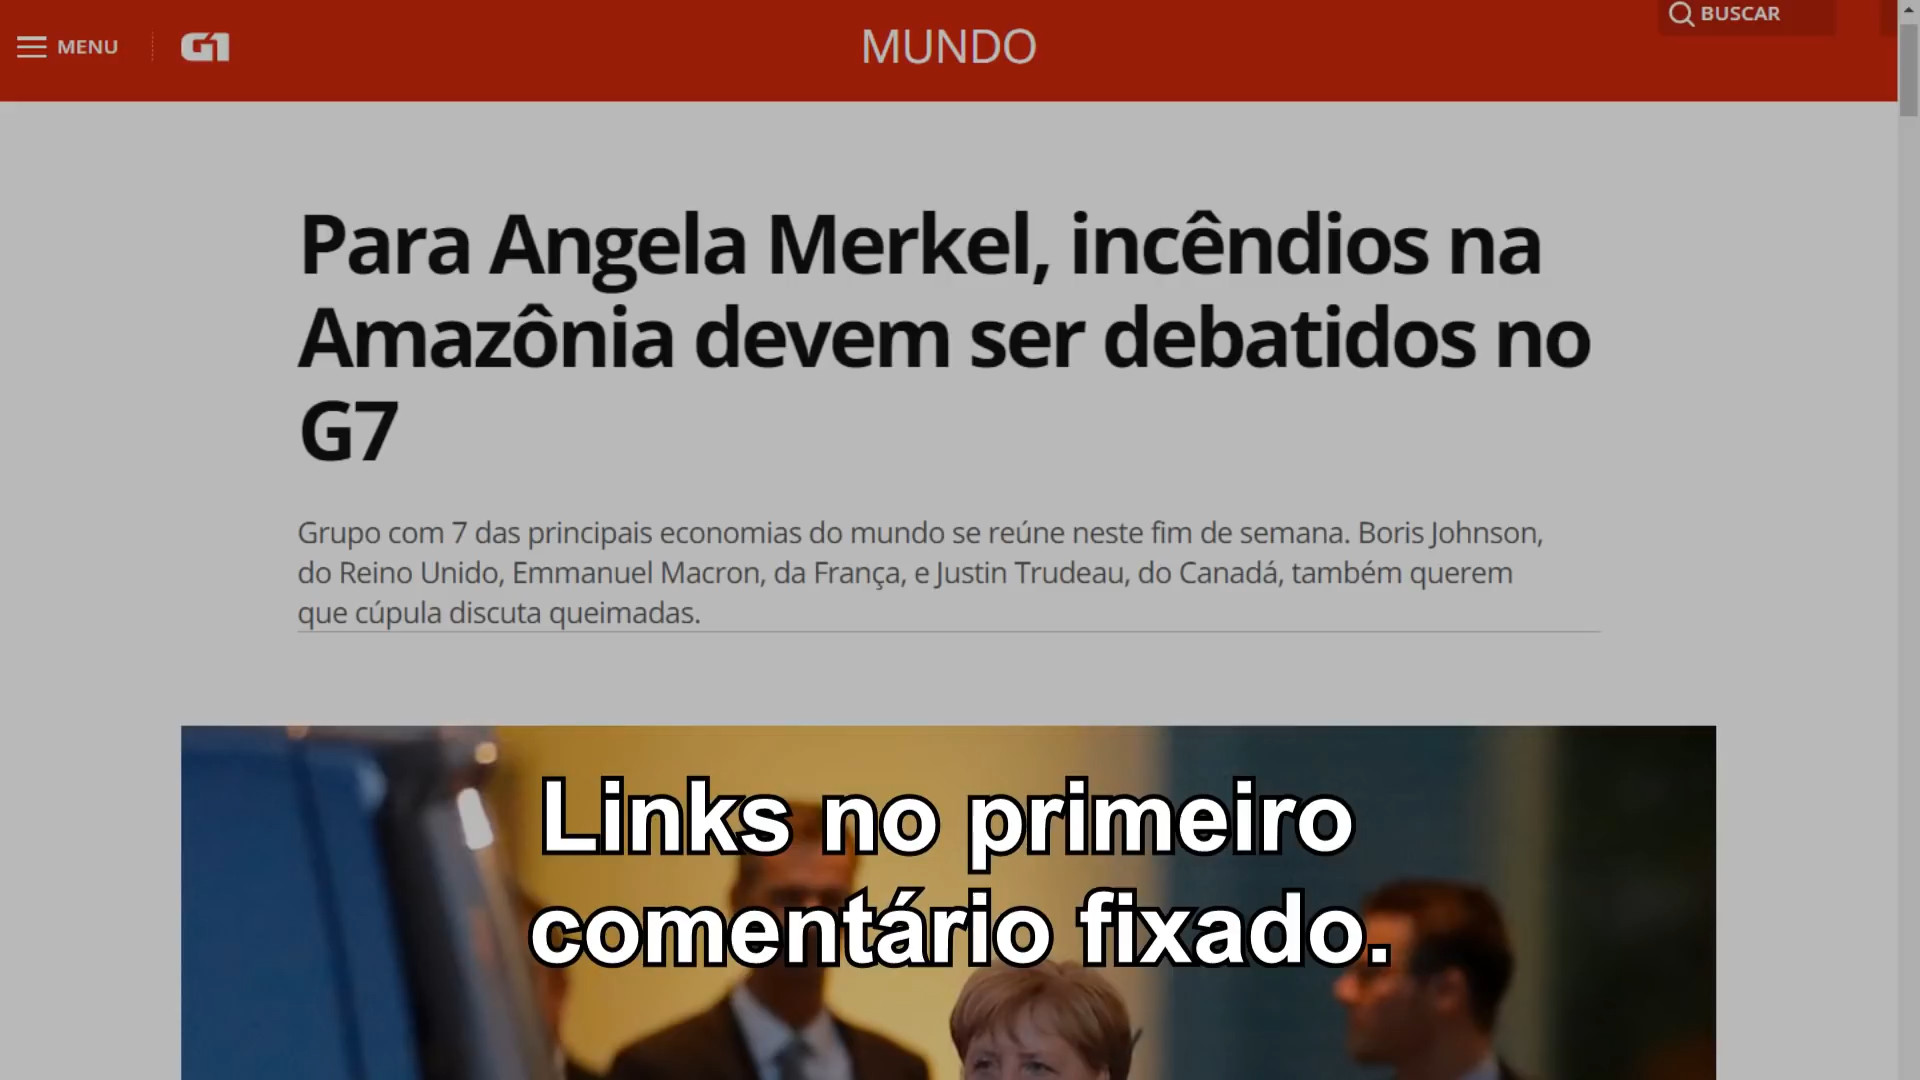 MENU
G1
MUNDO
BUSCAR
Para Angela Merkel, incêndios na
Amazônia devem ser debatidos no
G7
Grupo com 7 das principais economias do mundo se reúne neste fim de semana. Boris Johnson,
do Reino Unido, Emmanuel Macron, da França, e Justin Trudeau, do Canadá, também querem
que cúpula discuta queimadas.
Links no primeiro
comentário fixado.